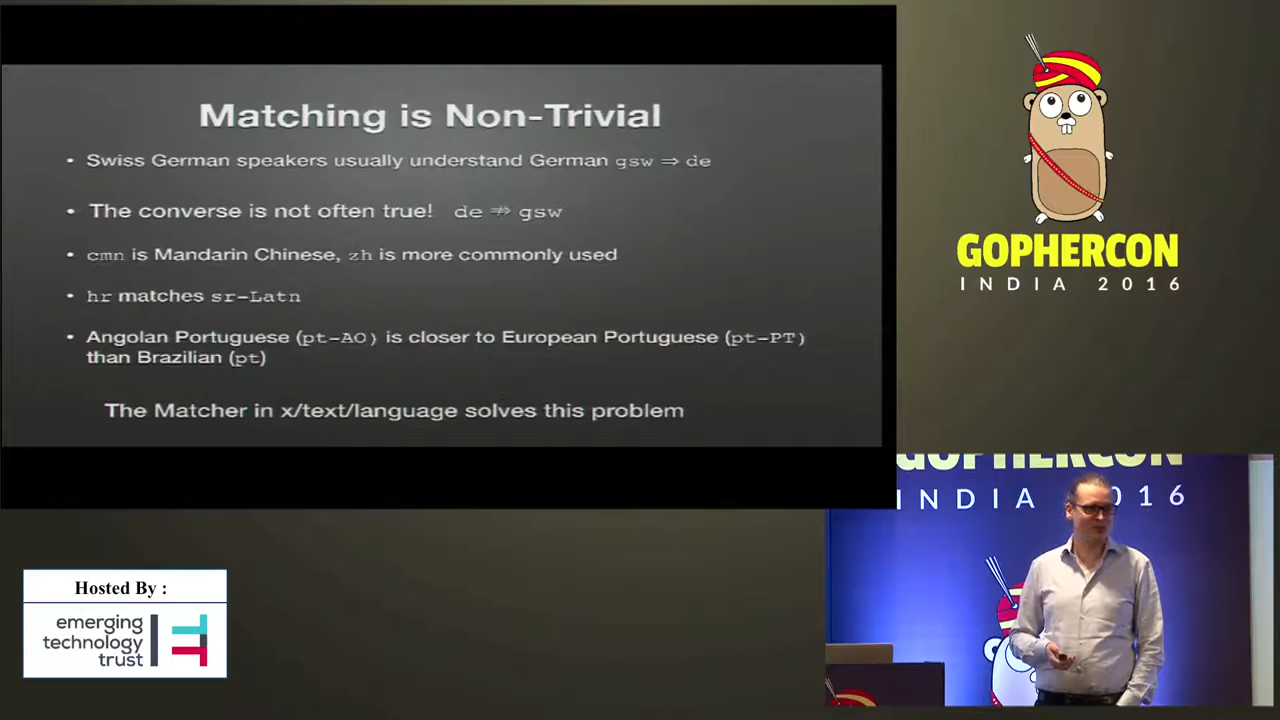 Matching is Non-Trivial
• Swiss German speakers usually understand German gsw ⇒ de
• The converse is not often true! de ⇏ gsw
• cmn is Mandarin Chinese, zh is more commonly used
• hr matches sr-Latn
• Angolan Portuguese (pt-AO) is closer to European Portuguese (pt-PT)
than Brazilian (pt)
The Matcher in x/text/language solves this problem
GOPHERCON
INDIA 2016
GOPHERCON
INDIA 2016
Hosted By :
emerging
technology
trust